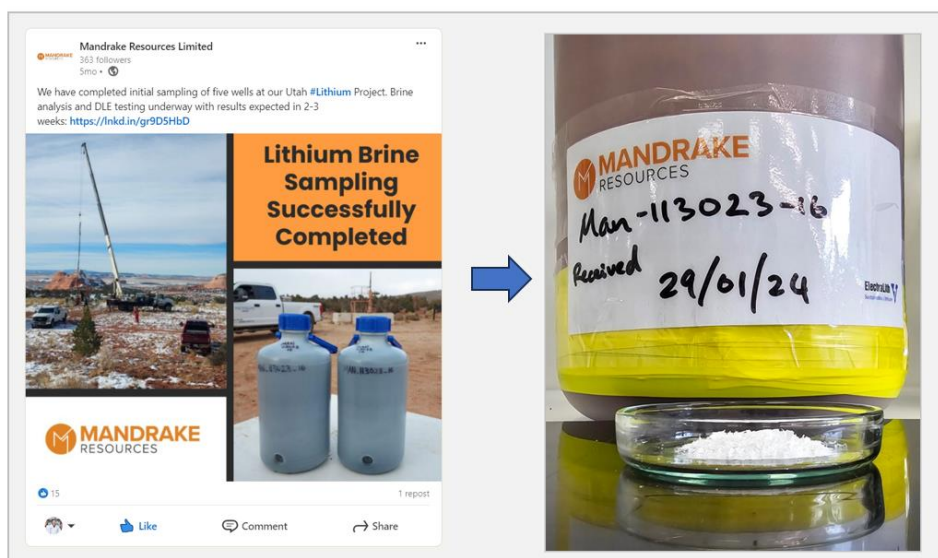 MANDRAKE
Mandrake Resources Limited
363 followers
5mo •
We have completed initial sampling of five wells at our Utah #Lithium Project. Brine
analysis and DLE testing underway with results expected in 2-3
weeks: https://lnkd.in/gr9D5HbD
Lithium Brine
Sampling
Successfully
Completed
MANDRAKE
RESOURCES
15
1 repost
Like
Comment
Share
MANDRAKE
RESOURCES
Man-113023-16
Received
29/01/24
ElectraLith